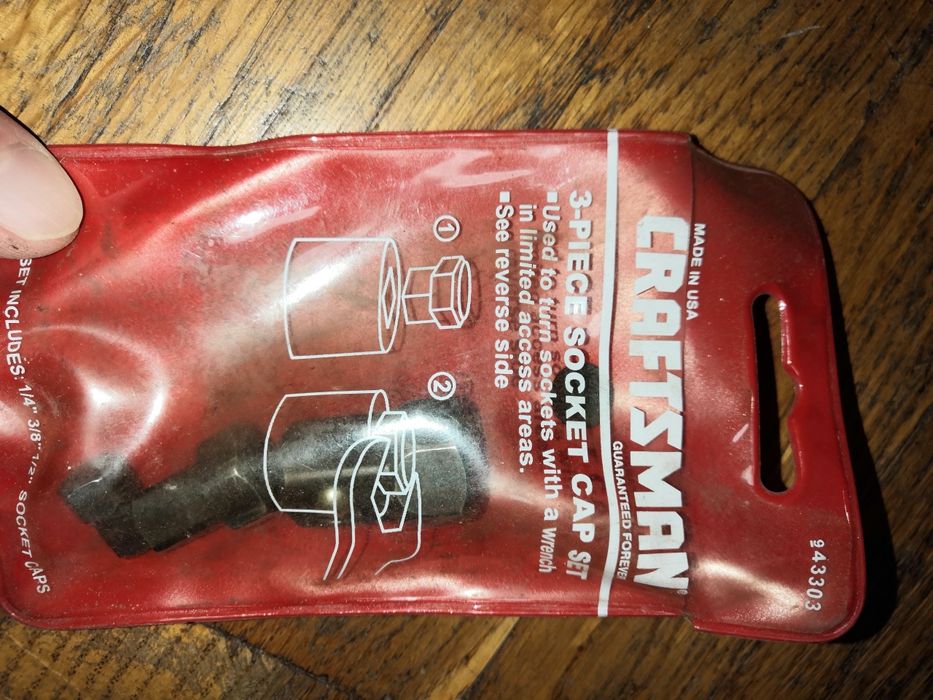 943303
MADE IN USA
CRAFTSMAN®
GUARANTEED FOREVER
3-PIECE SOCKET CAP SET
▪Used to turn sockets with a wrench
in limited access areas.
▪See reverse side
1
2
SET INCLUDES: 1/4" 3/8" 1/2" SOCKET CAPS